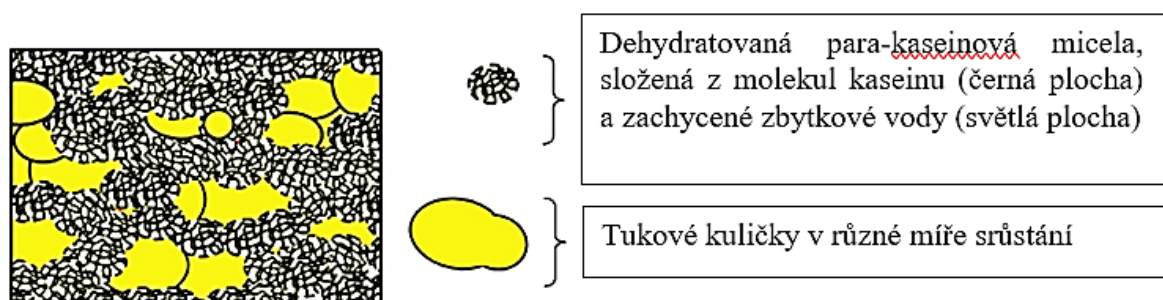 Dehydratovaná para-kaseinová micela,
složená z molekul kaseinu (černá plocha)
a zachycené zbytkové vody (světlá plocha)
Tukové kuličky v různé míře srůstání